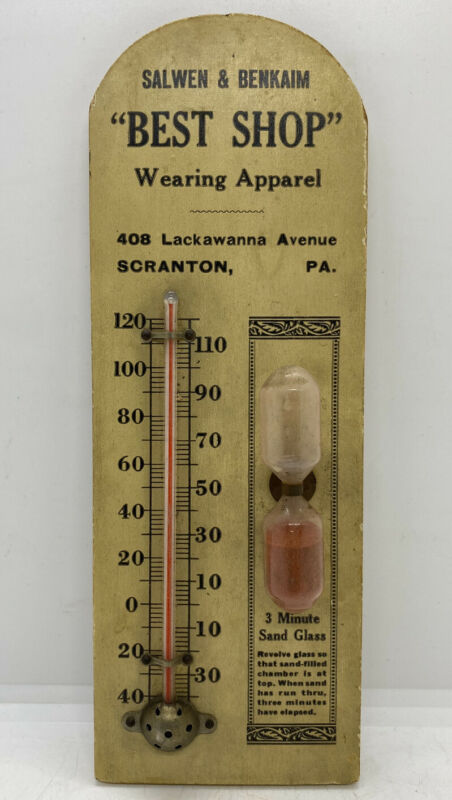 SALWEN & BENKAIM
"BEST SHOP"
Wearing Apparel
408 Lackawanna Avenue
SCRANTON, PA.
120
110
100
90
80
70
60
50
40
30
20
10
0
10
20
30
40
3 Minute
Sand Glass
Revolve glass so
that sand-filled
chamber is at
top. When sand
has run thru,
three minutes
have elapsed.